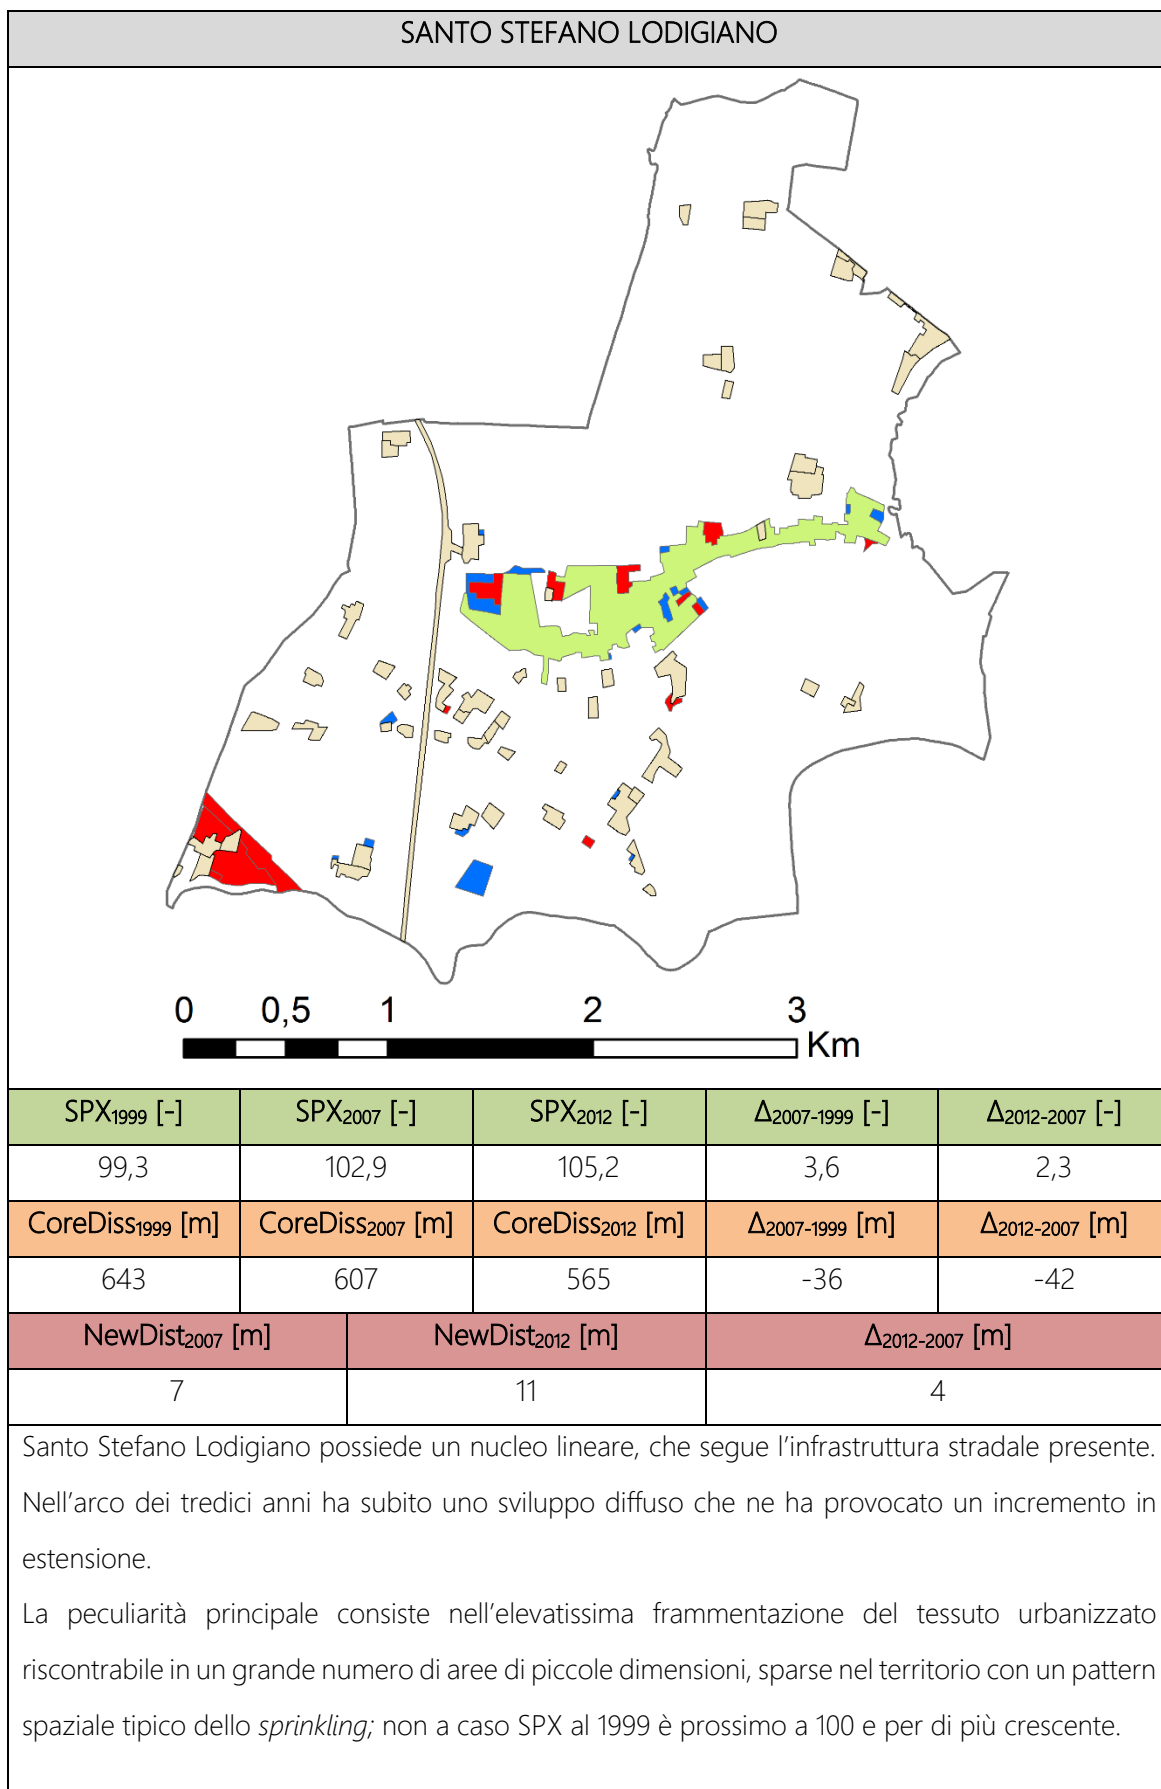 SANTO STEFANO LODIGIANO
0 0,5 1 2 3
Km
SPX1999 [-] SPX2007 [-] SPX2012 [-] Δ2007-1999 [-] Δ2012-2007 [-]
99,3 102,9 105,2 3,6 2,3
CoreDiss1999 [m] CoreDiss2007 [m] CoreDiss2012 [m] Δ2007-1999 [m] Δ2012-2007 [m]
643 607 565 -36 -42
NewDist2007 [m] NewDist2012 [m] Δ2012-2007 [m]
7 11 4
Santo Stefano Lodigiano possiede un nucleo lineare, che segue l’infrastruttura stradale presente.
Nell’arco dei tredici anni ha subito uno sviluppo diffuso che ne ha provocato un incremento in
estensione.
La peculiarità principale consiste nell’elevatissima frammentazione del tessuto urbanizzato
riscontrabile in un grande numero di aree di piccole dimensioni, sparse nel territorio con un pattern
spaziale tipico dello sprinkling; non a caso SPX al 1999 è prossimo a 100 e per di più crescente.